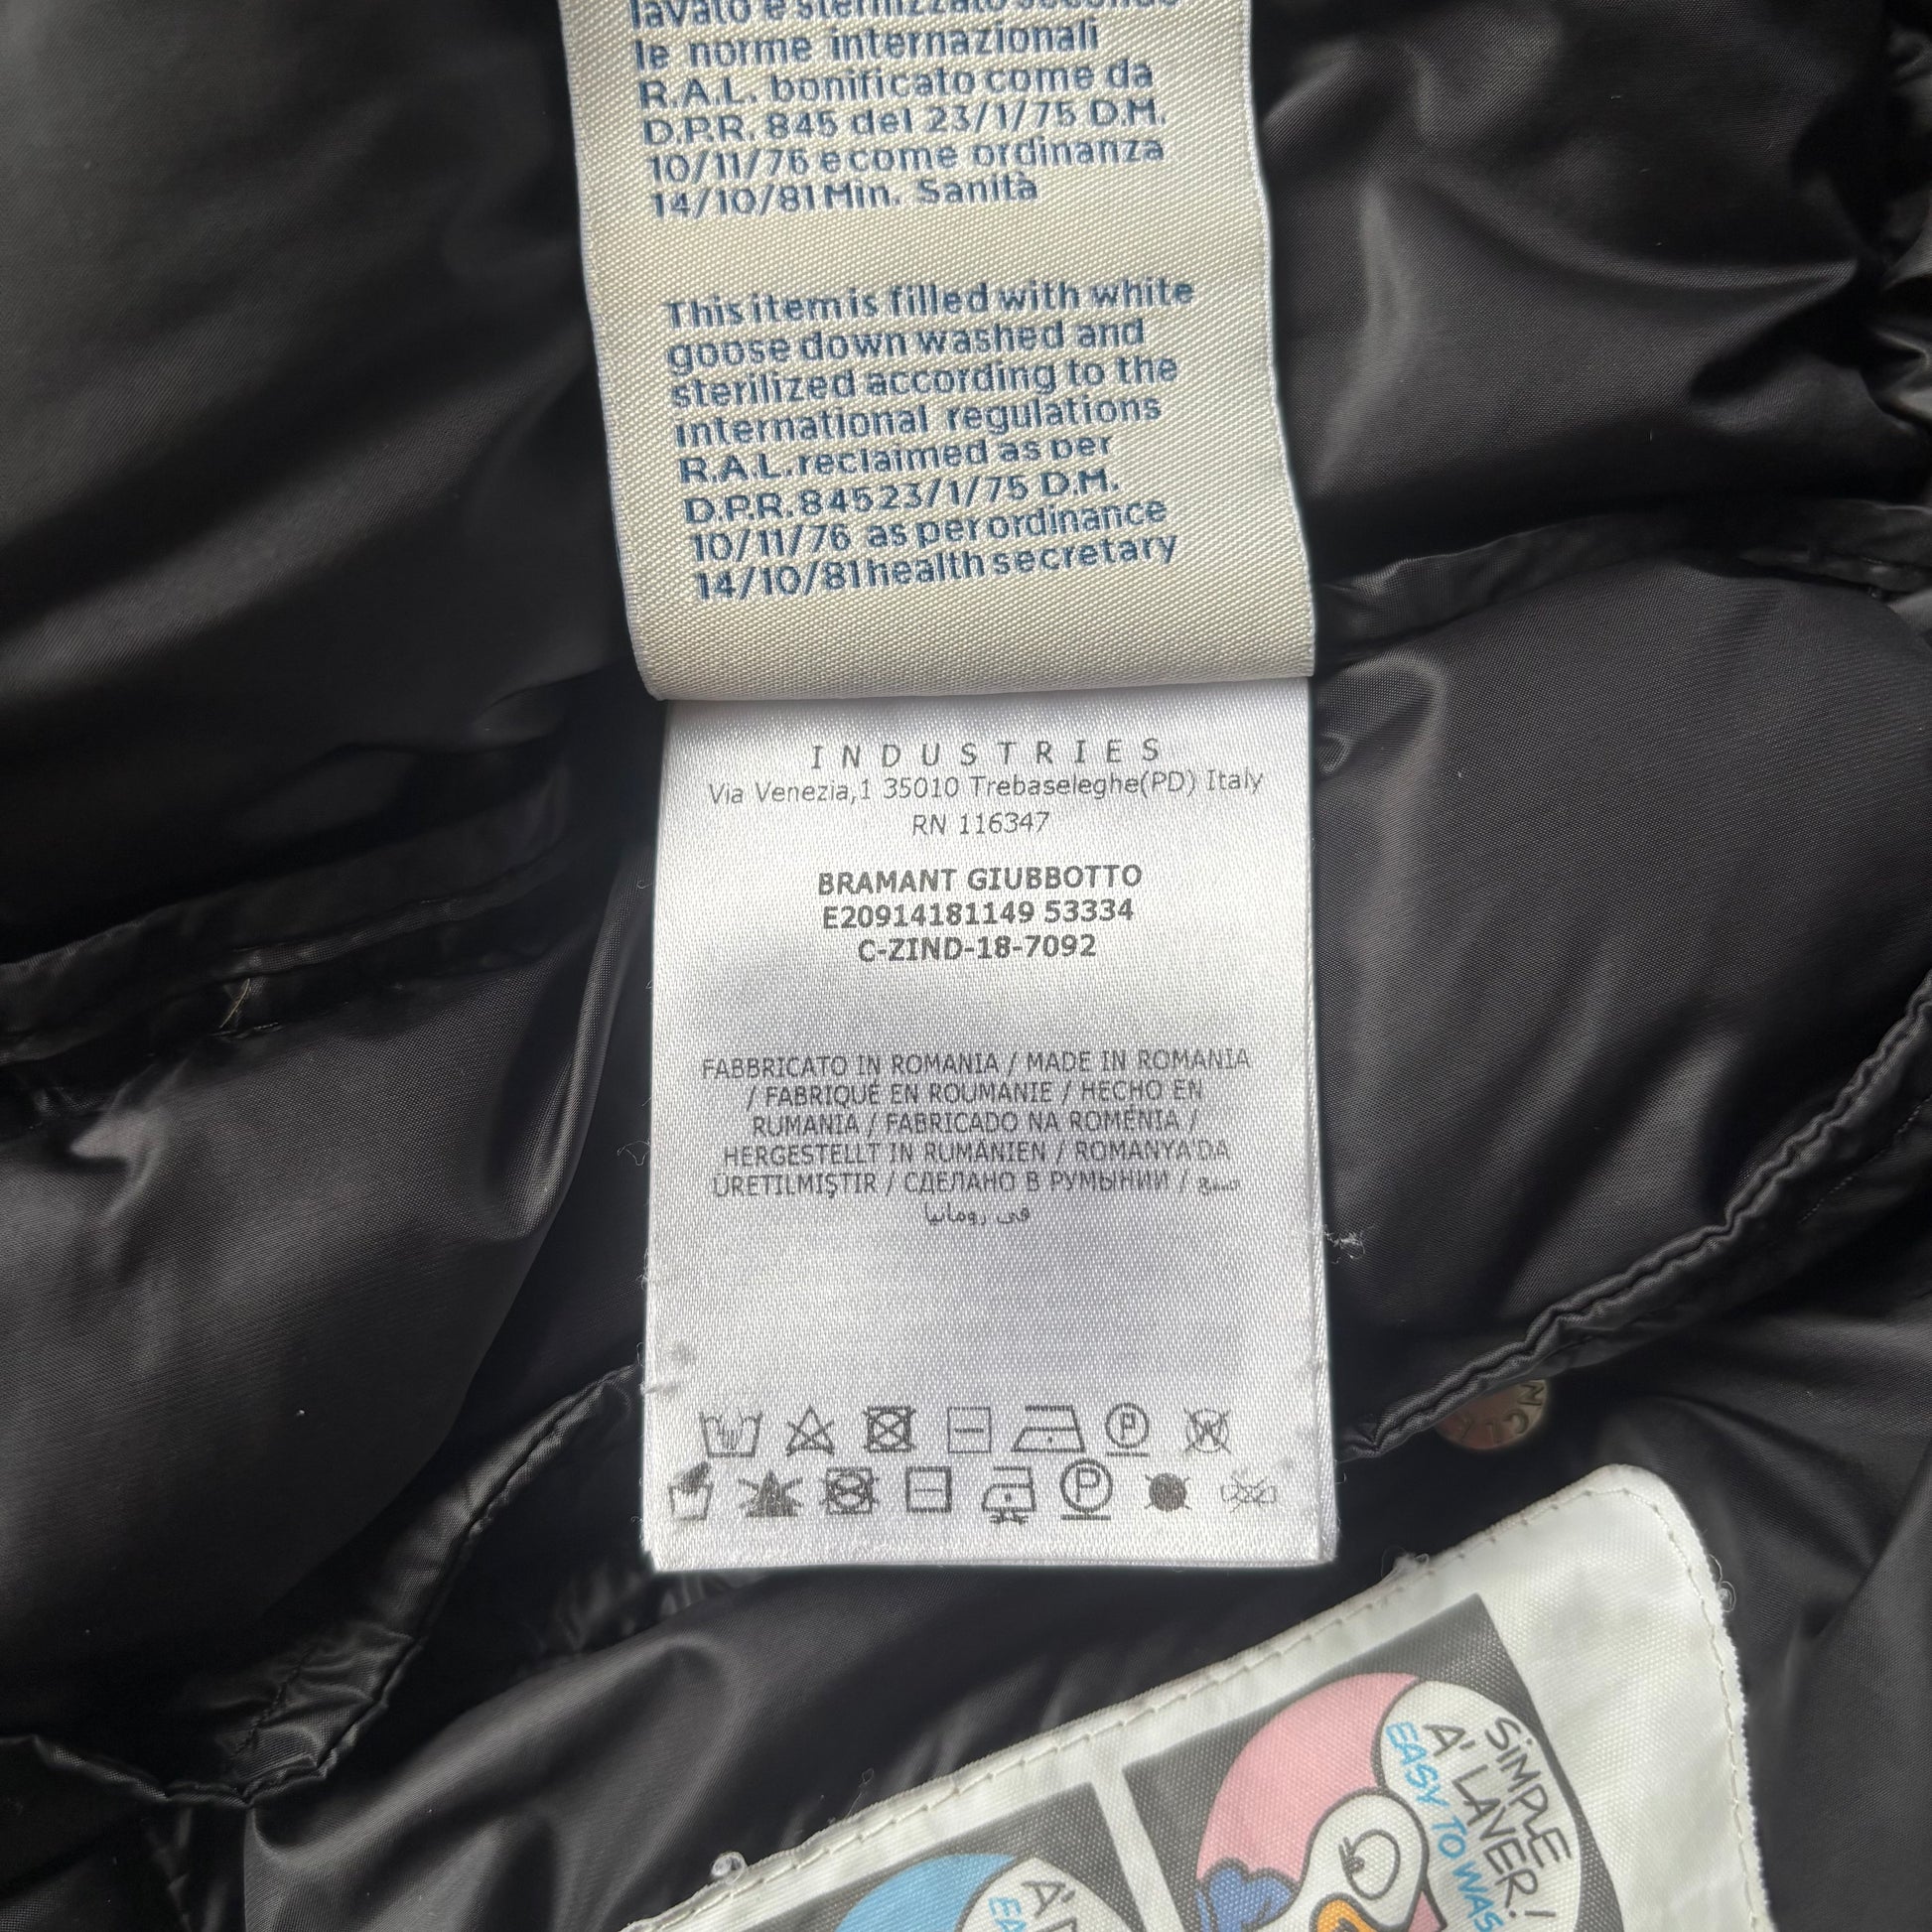 lavato e sterilizzato secondo
le norme internazionali
R.A.L. bonificato come da
D.P.R. 845 del 23/1/75 D.M.
10/11/76 e come ordinanza
14/10/81 Min. Sanità
This item is filled with white
goose down washed and
sterilized according to the
international regulations
R.A.L. reclaimed as per
D.P.R. 845 23/1/75 D.M.
10/11/76 as per ordinance
14/10/81 health secretary
INDUSTRIES
Via Venezia,1 35010 Trebaseleghe(PD) Italy
RN 116347
BRAMANT GIUBBOTTO
E20914181149 53334
C-ZIND-18-7092
FABBRICATO IN ROMANIA / MADE IN ROMANIA
/ FABRIQUÉ EN ROUMANIE / HECHO EN
RUMANÍA / FABRICADO NA ROMÉNIA /
HERGESTELLT IN RUMÄNIEN / ROMANYA'DA
ÜRETILMIŞTIR / СДЕЛАНО В РУМЫНИИ / صنع
في رومانيا
P
W
P
SIMPLE
A' LAVER!
EASY TO WAS
A'
EA